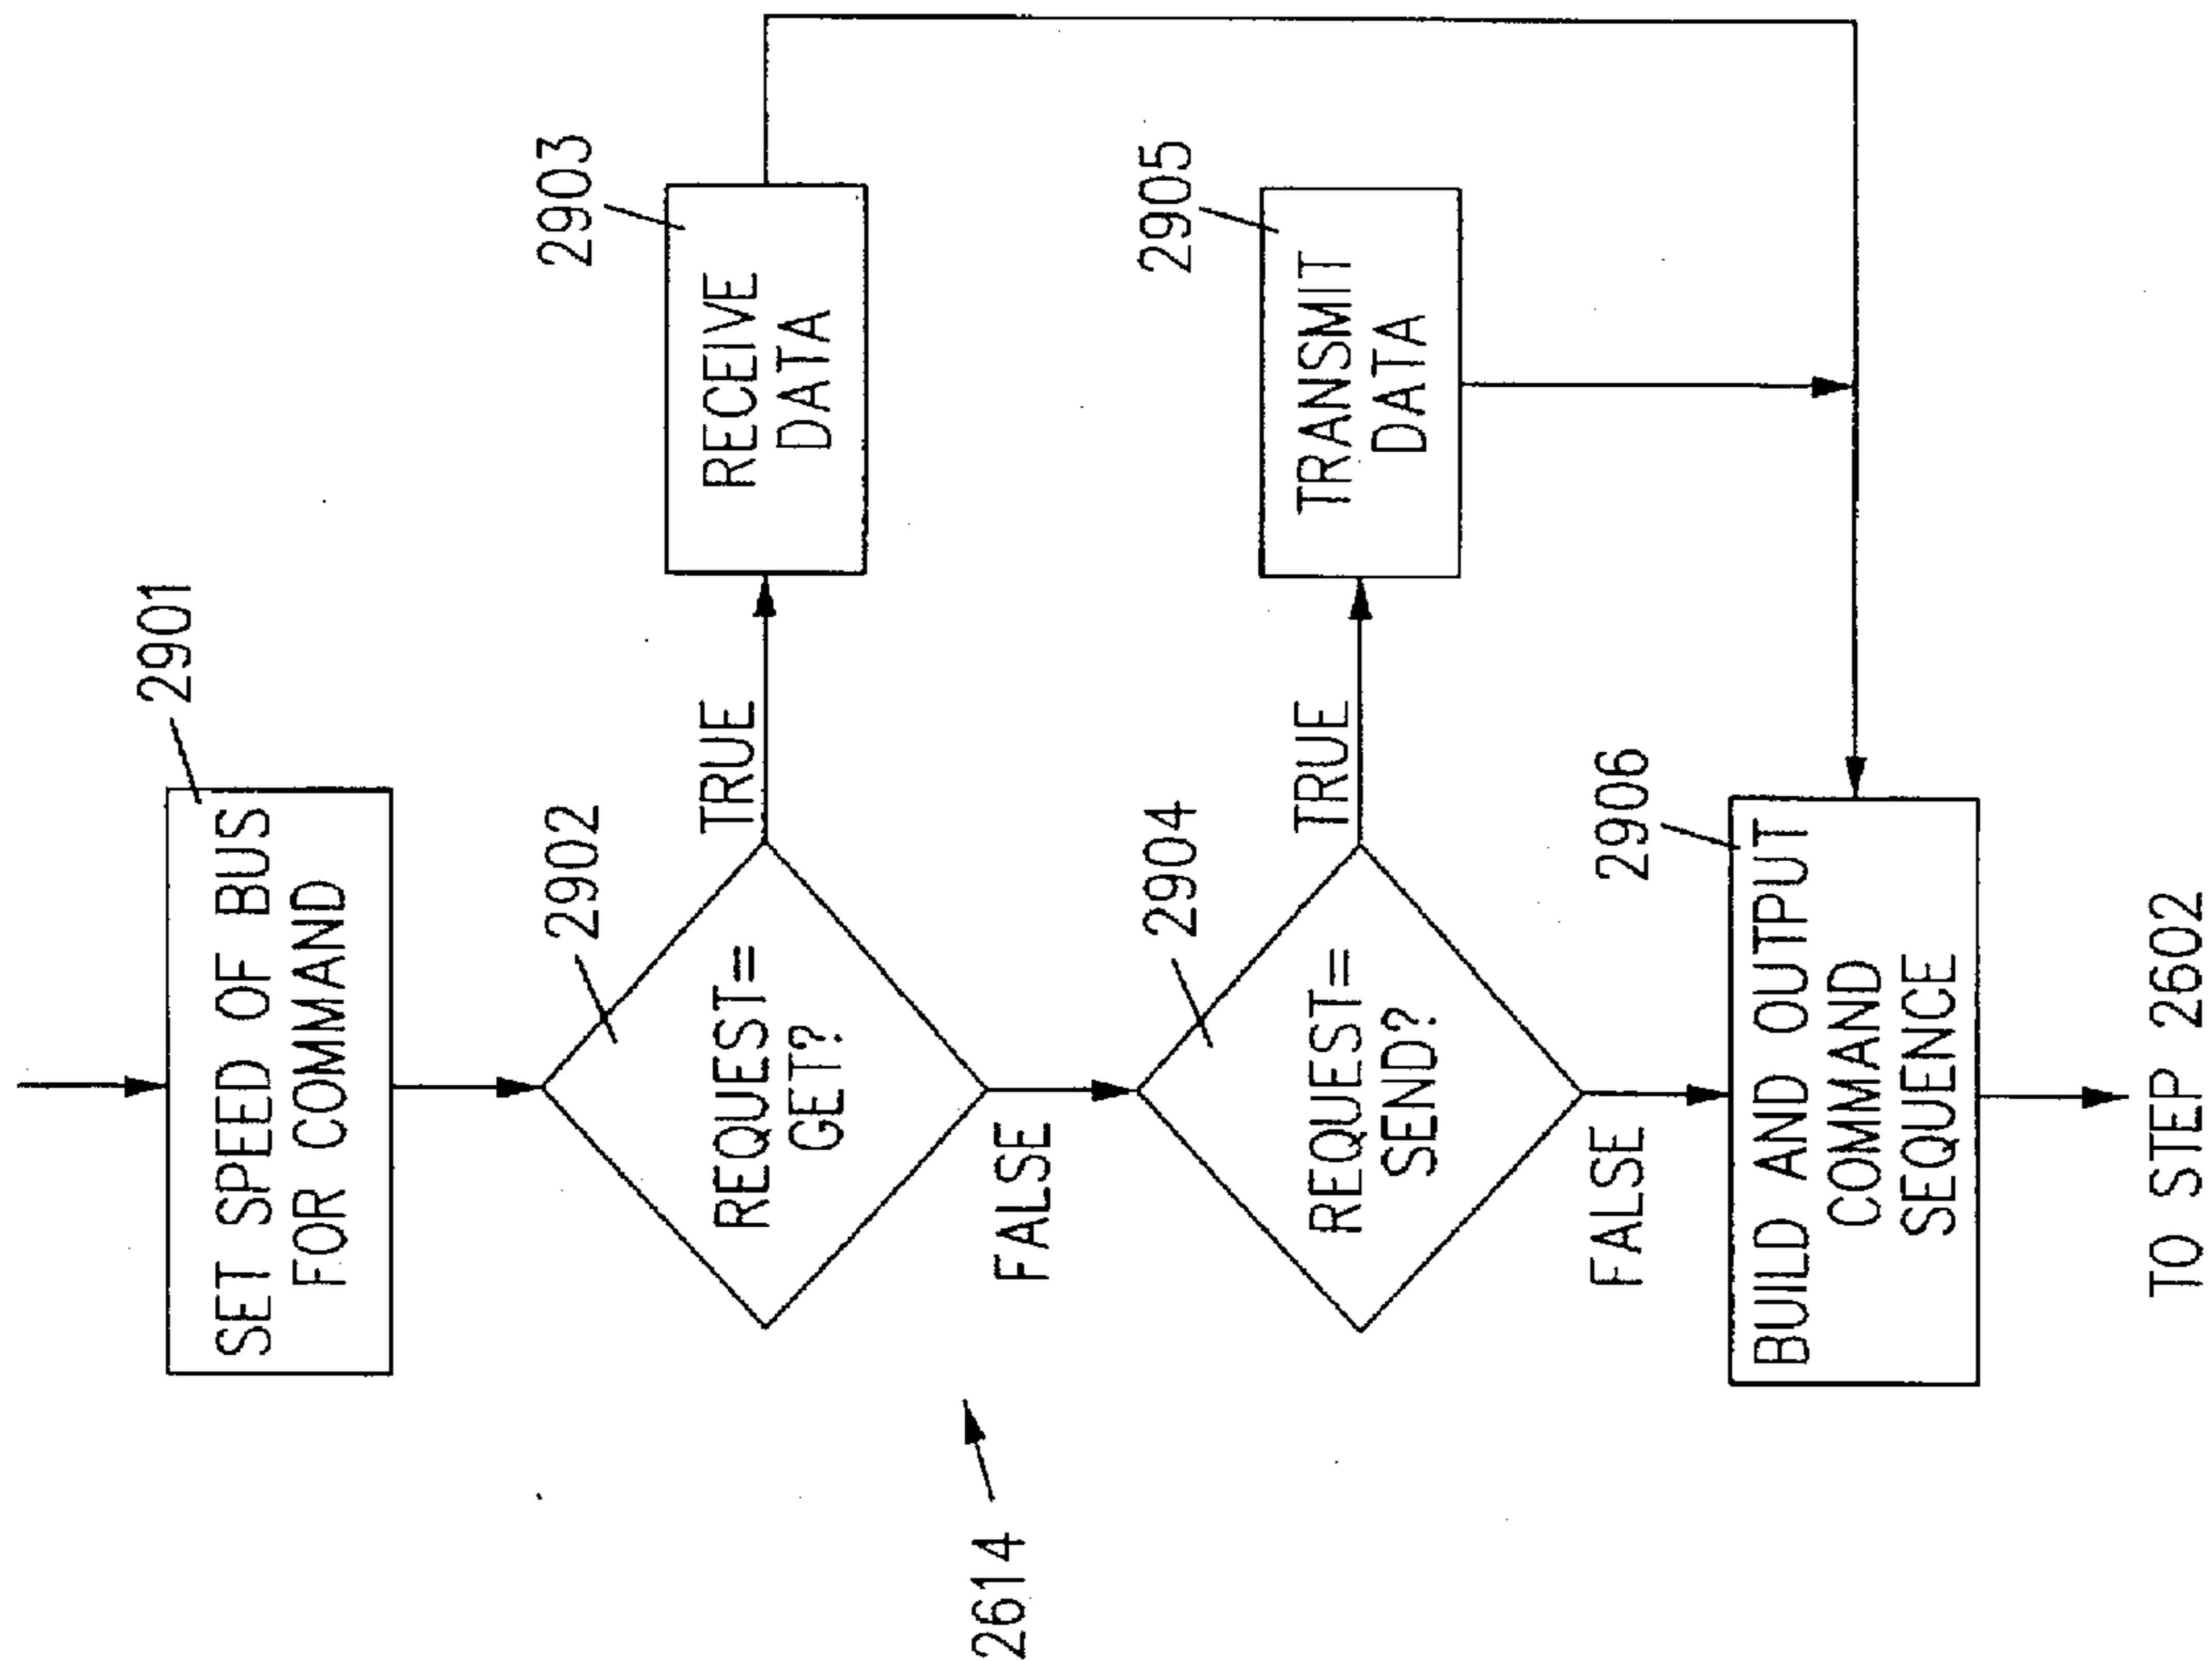 2901
SET SPEED OF BUS
FOR COMMAND
2902
REQUEST=
GET?
TRUE
2903
RECEIVE
DATA
FALSE
2614
2904
REQUEST=
SEND?
TRUE
2905
TRANSMIT
DATA
FALSE
2906
BUILD AND OUTPUT
COMMAND
SEQUENCE
TO STEP 2602